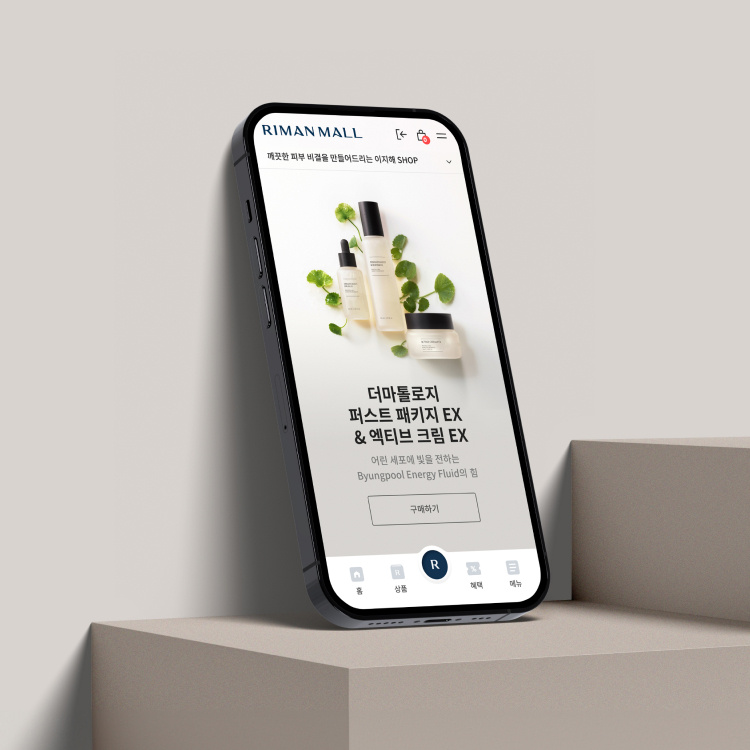 RIMAN MALL
0
깨끗한 피부 비결을 만들어드리는 이지해 SHOP
더마톨로지
퍼스트 패키지 EX
& 액티브 크림 EX
어린 세포에 빛을 전하는
Byungpool Energy Fluid의 힘
구매하기
R
홈
상품
혜택
메뉴